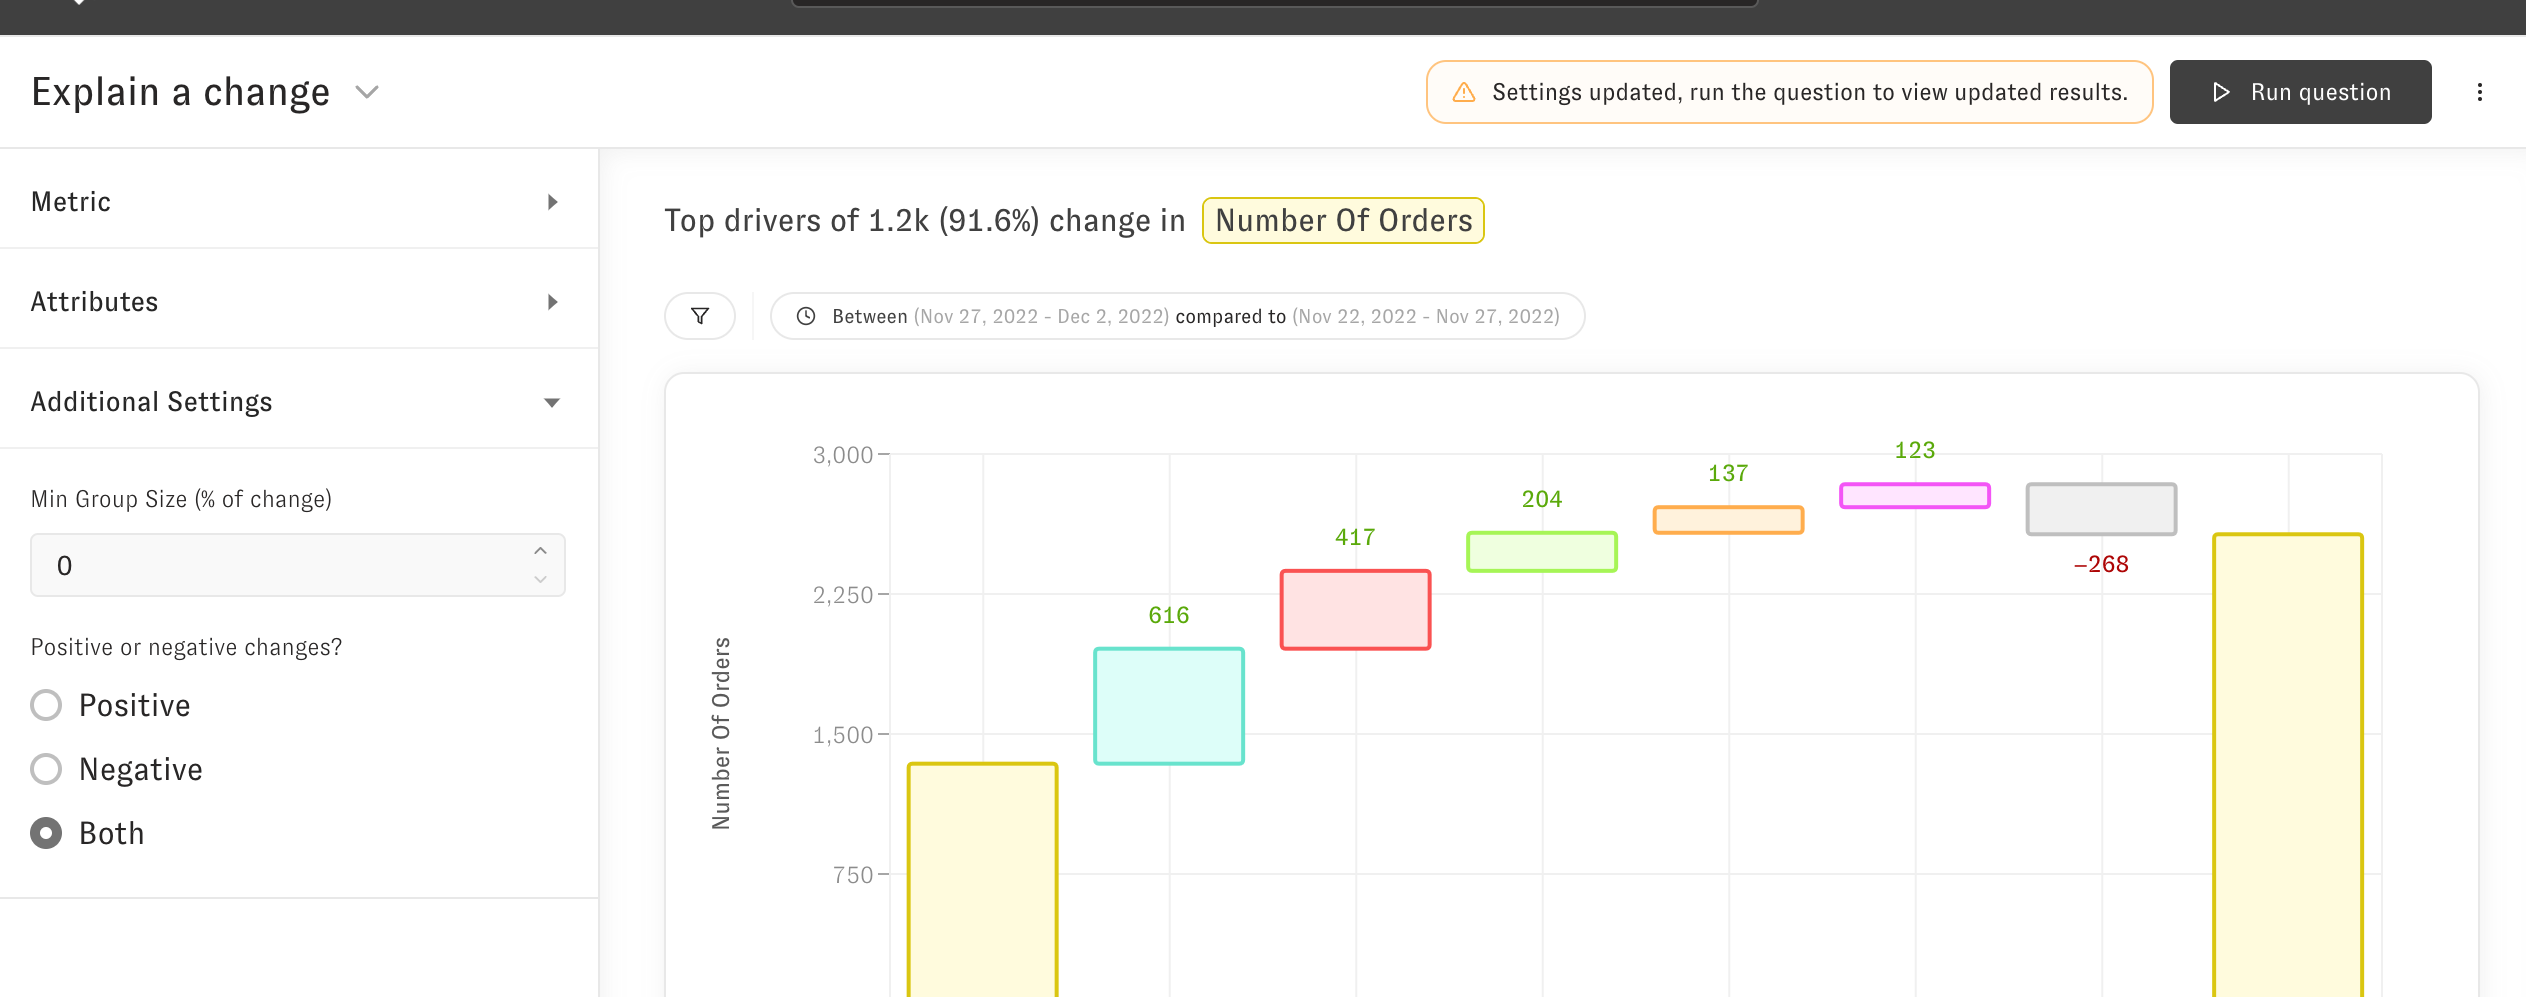 Explain a change
Settings updated, run the question to view updated results.
Run question
Metric
Attributes
Additional Settings
Min Group Size (% of change)
0
Positive or negative changes?
Positive
Negative
Both
Top drivers of 1.2k (91.6%) change in Number Of Orders
Between (Nov 27, 2022 - Dec 2, 2022) compared to (Nov 22, 2022 - Nov 27, 2022)
Number Of Orders
3,000
2,250
1,500
750
616
417
204
137
123
–268